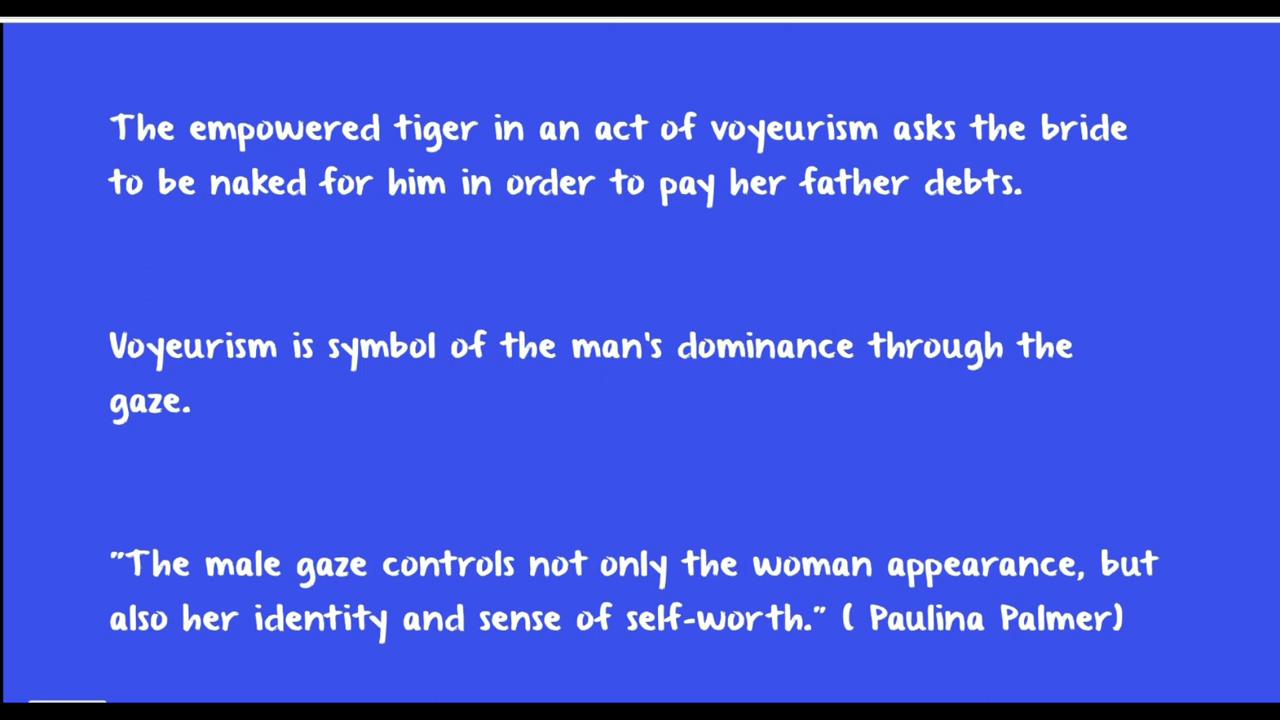 The empowered tiger in an act of voyeurism asks the bride
to be naked for him in order to pay her father debts.
Voyeurism is symbol of the man's dominance through the
gaze.
"The male gaze controls not only the woman appearance, but
also her identity and sense of self-worth." ( Paulina Palmer)